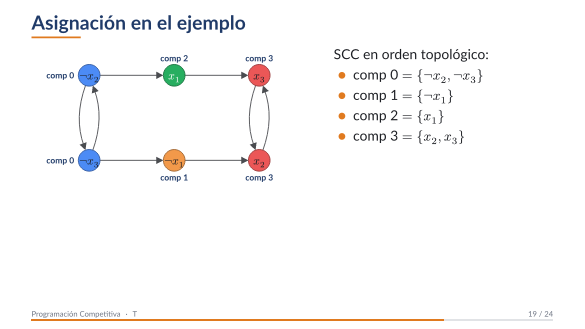 Asignación en el ejemplo
comp 2
comp 3
comp 0 ¬x₂
x₁
x₃
comp 0 ¬x₃
¬x₁
x₂
comp 1
comp 3
SCC en orden topológico:
• comp 0 = {¬x₂, ¬x₃}
• comp 1 = {¬x₁}
• comp 2 = {x₁}
• comp 3 = {x₂, x₃}
Programación Competitiva · T
19 / 24